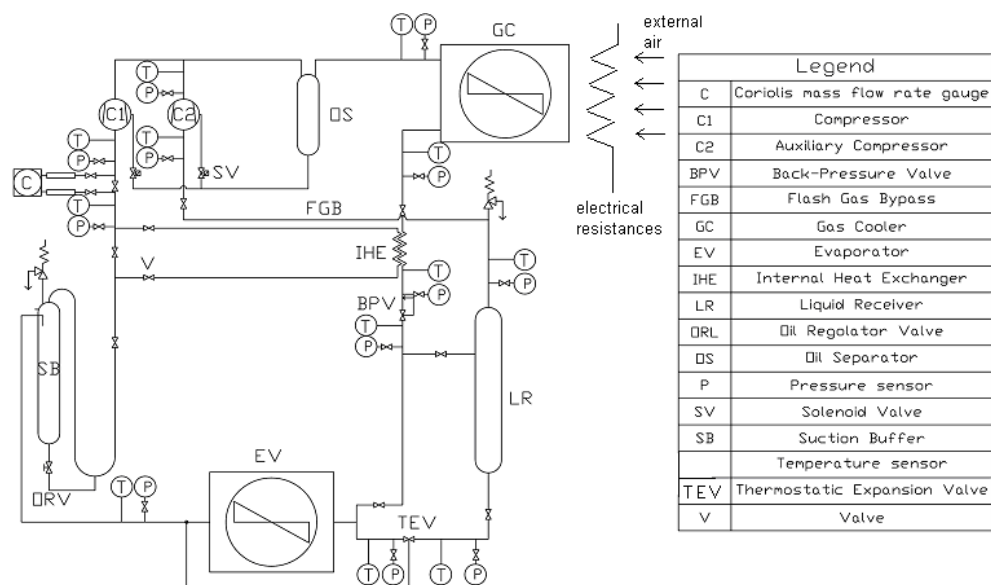 T
P
GC
external
air
T
P
C1
C2
OS
T
P
T
P
SV
T
P
C
T
P
FGB
electrical
resistances
IHE
T
P
V
T
P
BPV
T
P
SB
LR
ORV
T
P
EV
TEV
T
P
T
P
Legend
C Coriolis mass flow rate gauge
C1 Compressor
C2 Auxiliary Compressor
BPV Back-Pressure Valve
FGB Flash Gas Bypass
GC Gas Cooler
EV Evaporator
IHE Internal Heat Exchanger
LR Liquid Receiver
ORL Oil Regolator Valve
OS Oil Separator
P Pressure sensor
SV Solenoid Valve
SB Suction Buffer
Temperature sensor
TEV Thermostatic Expansion Valve
V Valve